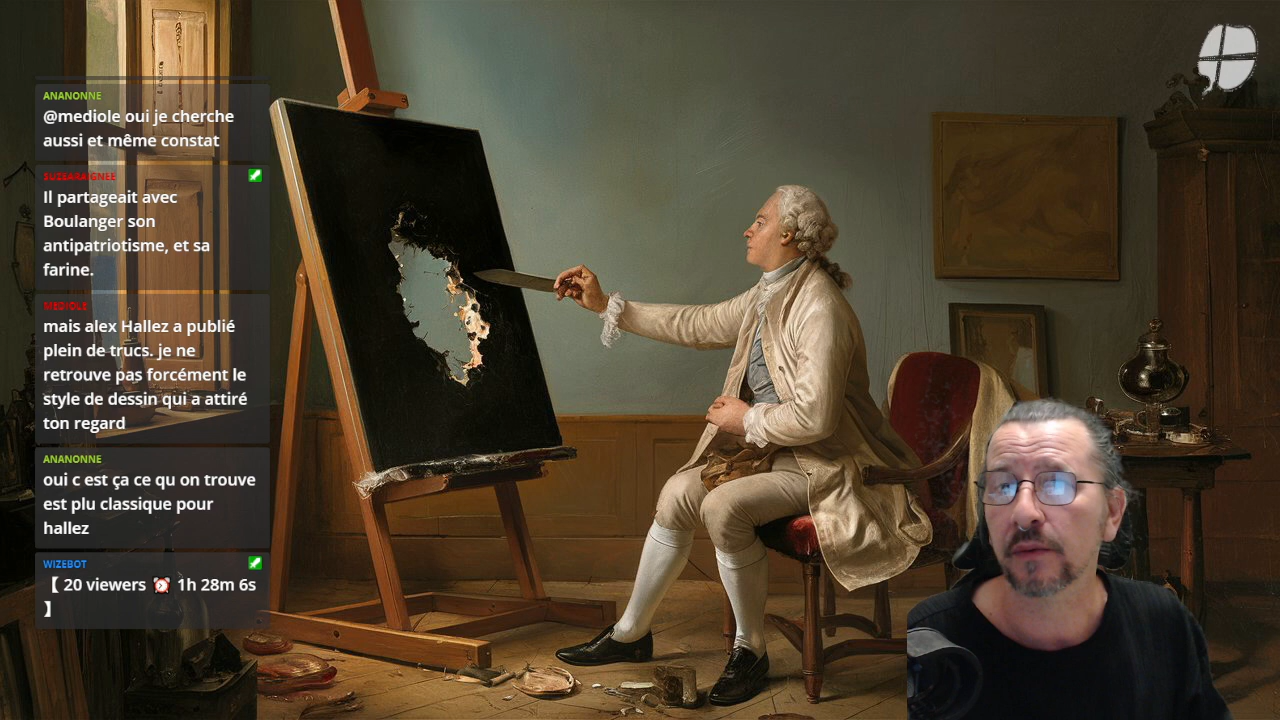 ANANONNE
@mediole oui je cherche
aussi et même constat
SUZEARAIGNEE
Il partageait avec
Boulanger son
antipatriotisme, et sa
farine.
MEDIOLE
mais alex Hallez a publié
plein de trucs. je ne
retrouve pas forcément le
style de dessin qui a attiré
ton regard
ANANONNE
oui c est ça ce qu on trouve
est plu classique pour
hallez
WIZEBOT
【 20 viewers ⏰ 1h 28m 6s
】